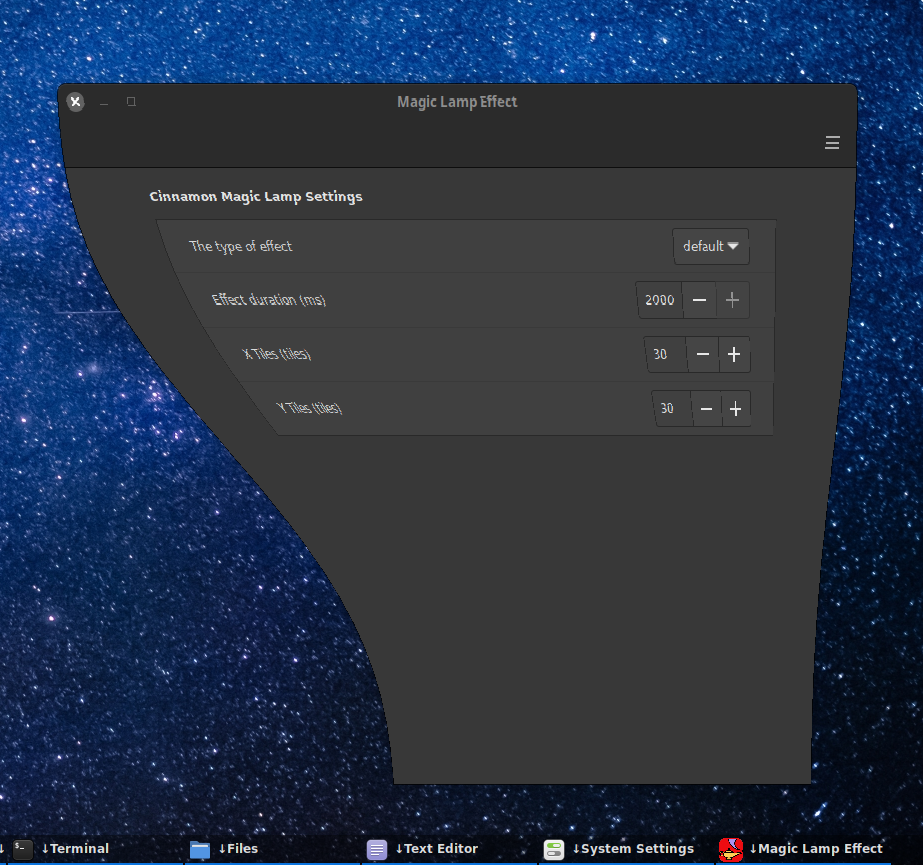 Magic Lamp Effect
Cinnamon Magic Lamp Settings
The type of effect default
Effect duration (ms) 2000 − +
X Tiles (tiles) 30 − +
Y Tiles (tiles) 30 − +
↓Terminal ↓Files ↓Text Editor ↓System Settings ↓Magic Lamp Effect